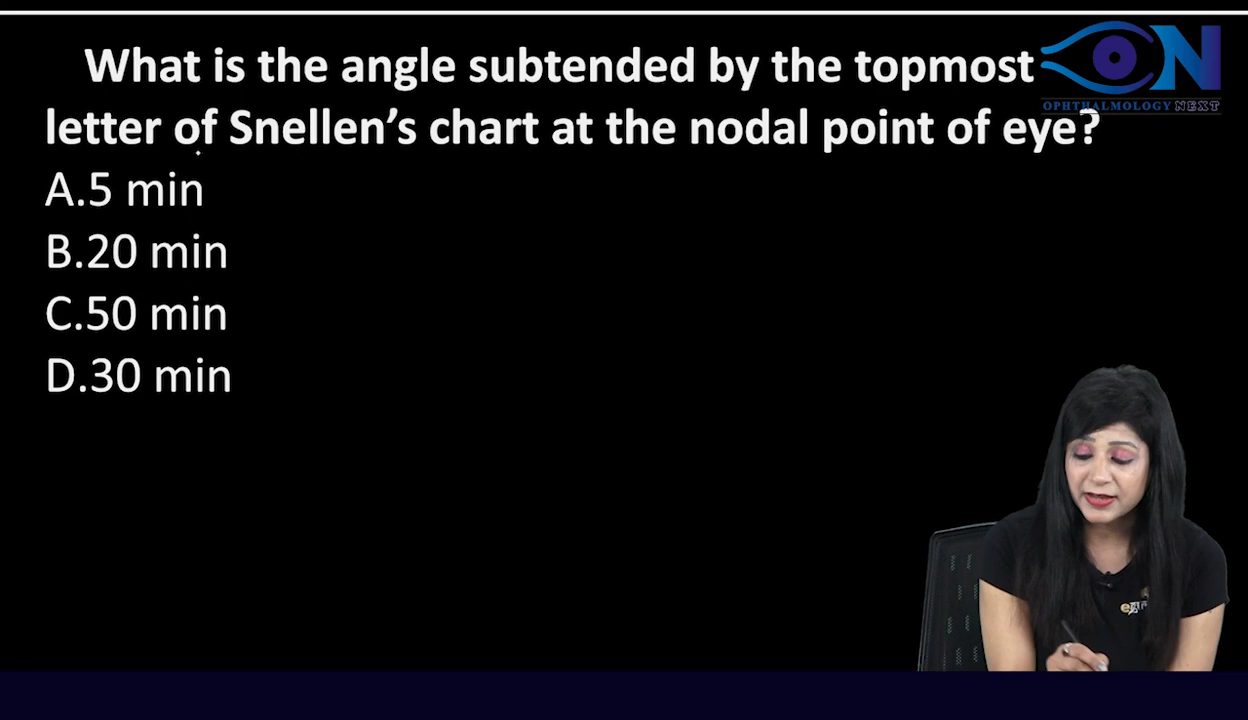 What is the angle subtended by the topmost
letter of Snellen’s chart at the nodal point of eye?
A.5 min
B.20 min
C.50 min
D.30 min
ON
OPHTHALMOLOGY NEXT